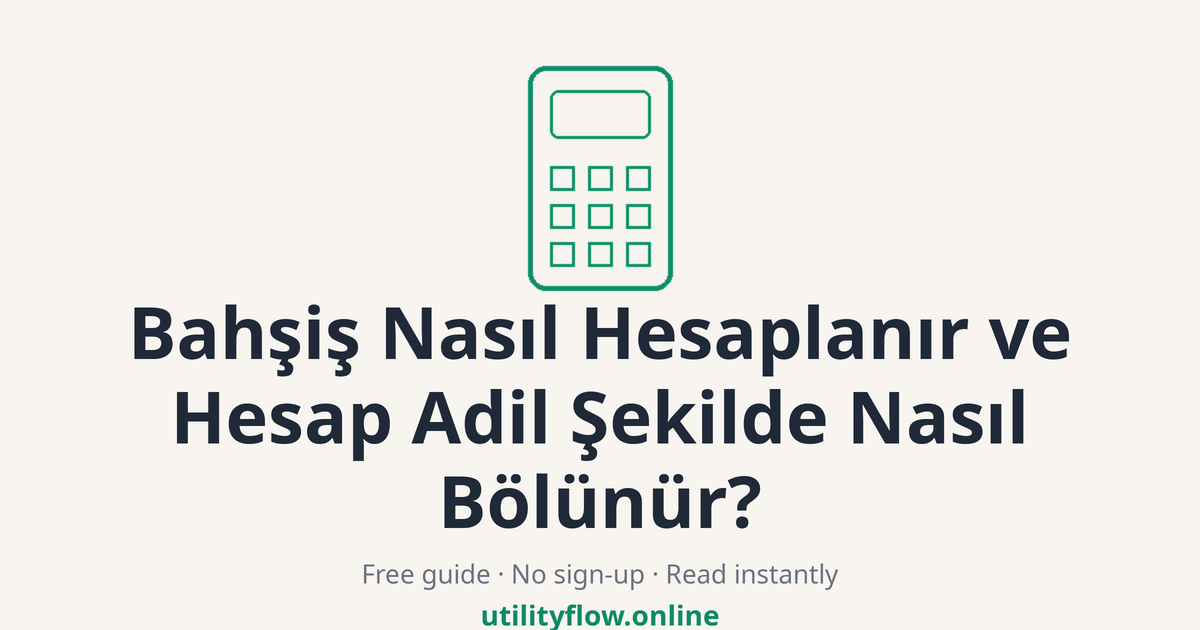 Bahşiş Nasıl Hesaplanır ve
Hesap Adil Şekilde Nasıl
Bölünür?
Free guide · No sign-up · Read instantly
utilityflow.online